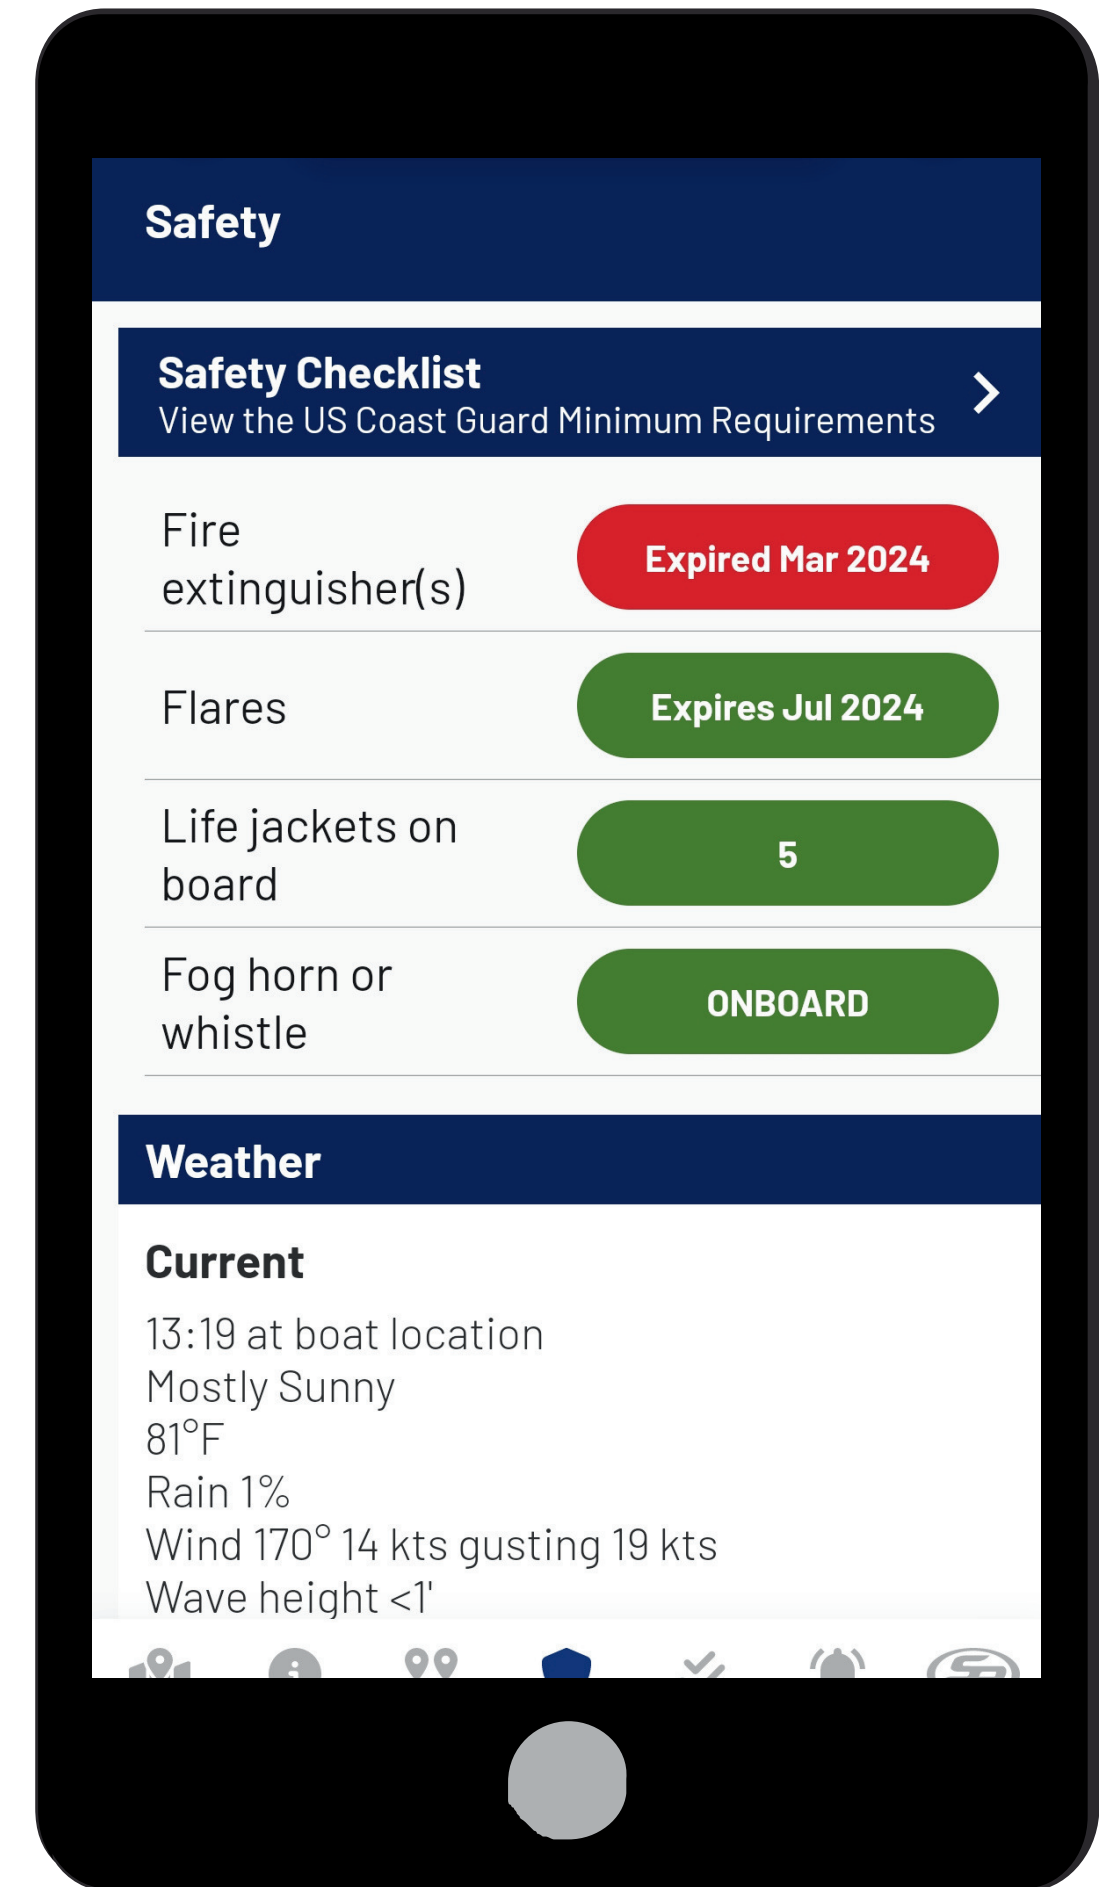 Safety
Safety Checklist
View the US Coast Guard Minimum Requirements
Fire
extinguisher(s)
Expired Mar 2024
Flares
Expires Jul 2024
Life jackets on
board
5
Fog horn or
whistle
ONBOARD
Weather
Current
13:19 at boat location
Mostly Sunny
81°F
Rain 1%
Wind 170° 14 kts gusting 19 kts
Wave height <1'